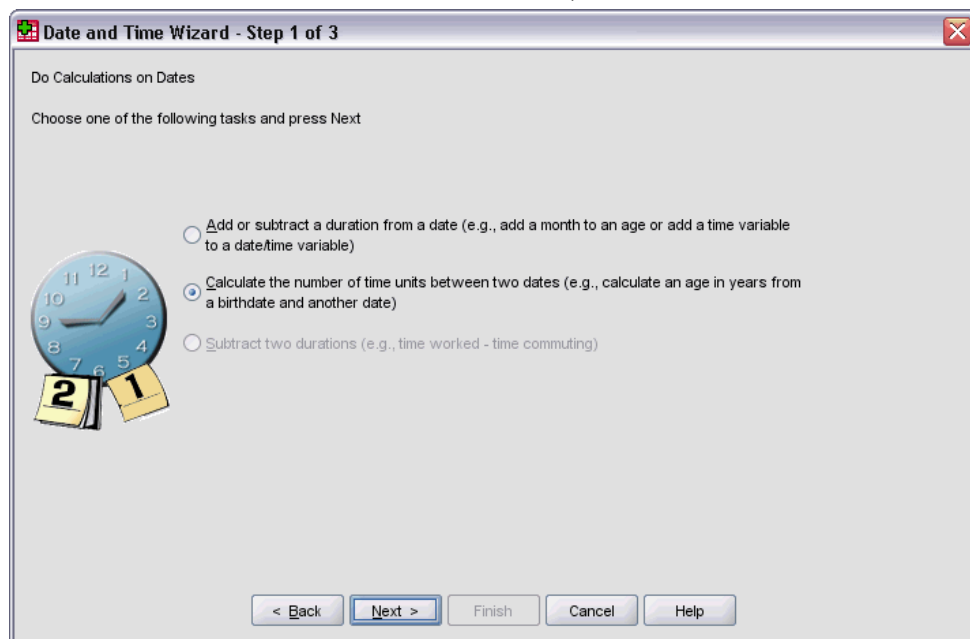 Date and Time Wizard - Step 1 of 3
Do Calculations on Dates
Choose one of the following tasks and press Next
Add or subtract a duration from a date (e.g., add a month to an age or add a time variable
to a date/time variable)
Calculate the number of time units between two dates (e.g., calculate an age in years from
a birthdate and another date)
Subtract two durations (e.g., time worked - time commuting)
11 12 1
10 2
9 3
8 4
7 6 5
2 1
< Back Next > Finish Cancel Help